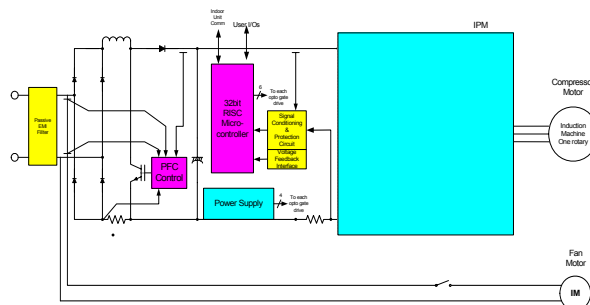 Indoor
Unit
Comm
User I/Os
IPM
Passive
EMI
Filter
32bit
RISC
Micro-
controller
6
To each
opto gate
drive
Signal
Conditioning
&
Protection
Circuit
Voltage
Feedback
Interface
PFC
Control
Power Supply
4
To each
opto gate
drive
Compressor
Motor
Induction
Machine
One rotary
Fan
Motor
IM